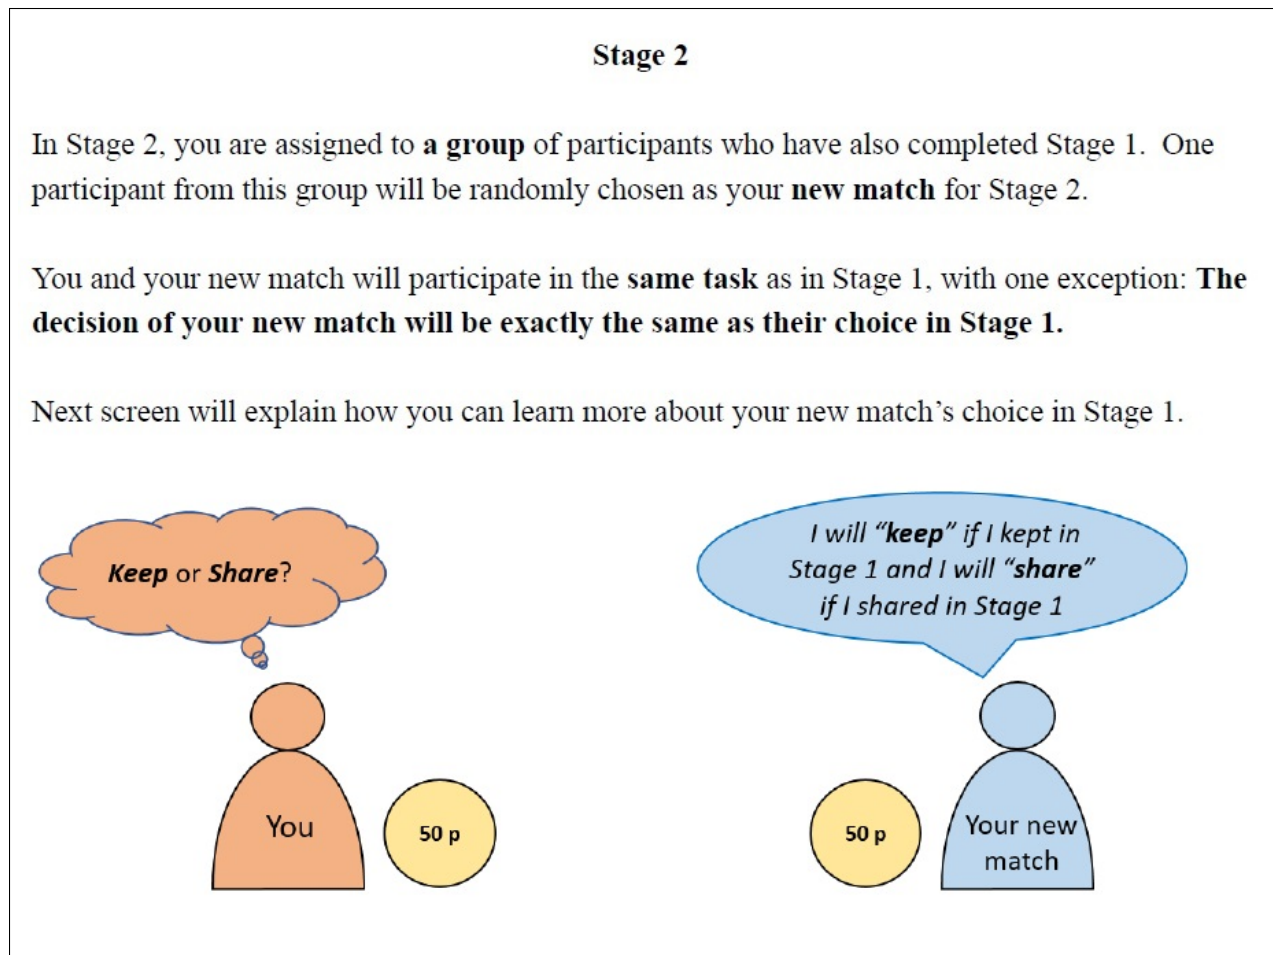 Stage 2
In Stage 2, you are assigned to a group of participants who have also completed Stage 1. One
participant from this group will be randomly chosen as your new match for Stage 2.
You and your new match will participate in the same task as in Stage 1, with one exception: The
decision of your new match will be exactly the same as their choice in Stage 1.
Next screen will explain how you can learn more about your new match’s choice in Stage 1.
Keep or Share?
I will “keep” if I kept in
Stage 1 and I will “share”
if I shared in Stage 1
You
50 p
50 p
Your new
match